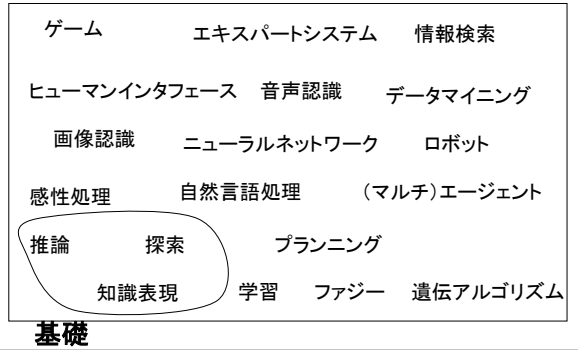 ゲーム エキスパートシステム 情報検索
ヒューマンインタフェース 音声認識 データマイニング
画像認識 ニューラルネットワーク ロボット
感性処理 自然言語処理 （マルチ）エージェント
推論 探索 プランニング
知識表現 学習 ファジー 遺伝アルゴリズム
基礎